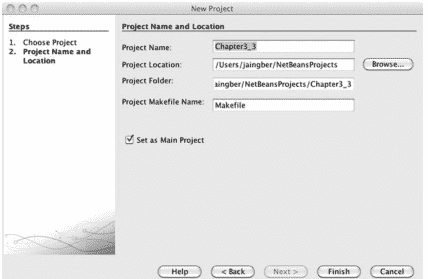 New Project
Steps
1. Choose Project
2. Project Name and
Location
Project Name and Location
Project Name: Chapter3_3
Project Location: /Users/jaingber/NetBeansProjects Browse...
Project Folder: aingber/NetBeansProjects/Chapter3_3
Project Makefile Name: Makefile
Set as Main Project
Help < Back Next > Finish Cancel